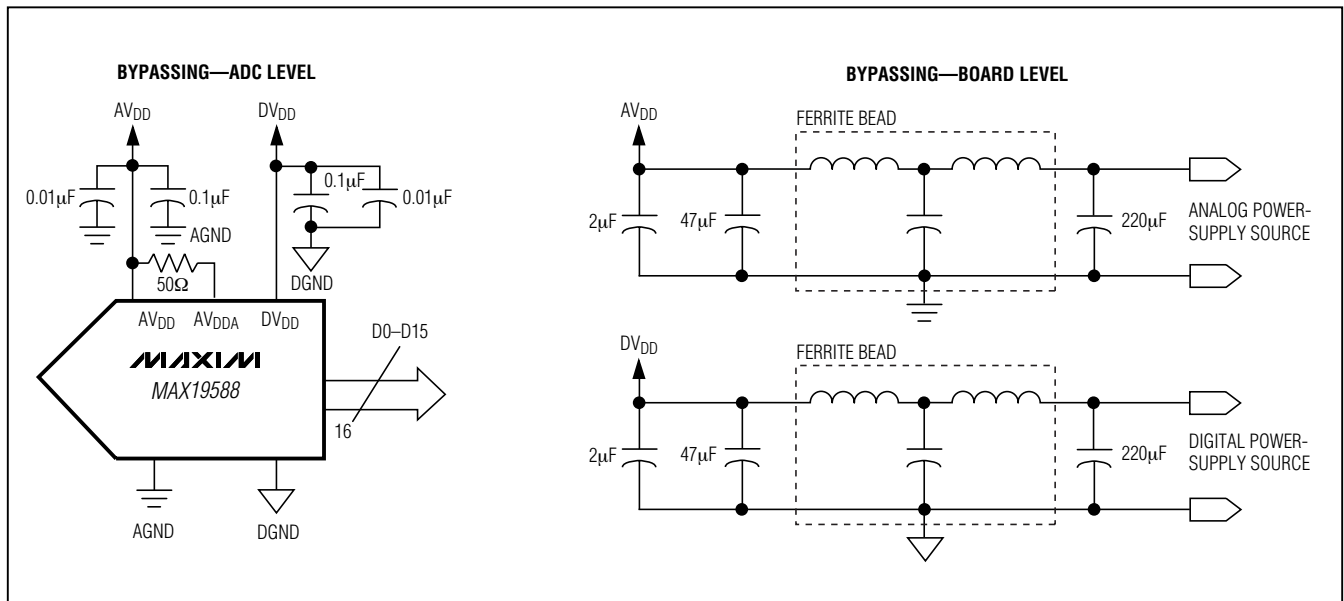 BYPASSING—ADC LEVEL
AVDD
DVDD
0.01µF
0.1µF
AGND
0.1µF
0.01µF
DGND
50Ω
AVDD
AVDDA
DVDD
MAXIM
MAX19588
D0–D15
16
AGND
DGND
BYPASSING—BOARD LEVEL
AVDD
FERRITE BEAD
2µF
47µF
220µF
ANALOG POWER-
SUPPLY SOURCE
DVDD
FERRITE BEAD
2µF
47µF
220µF
DIGITAL POWER-
SUPPLY SOURCE